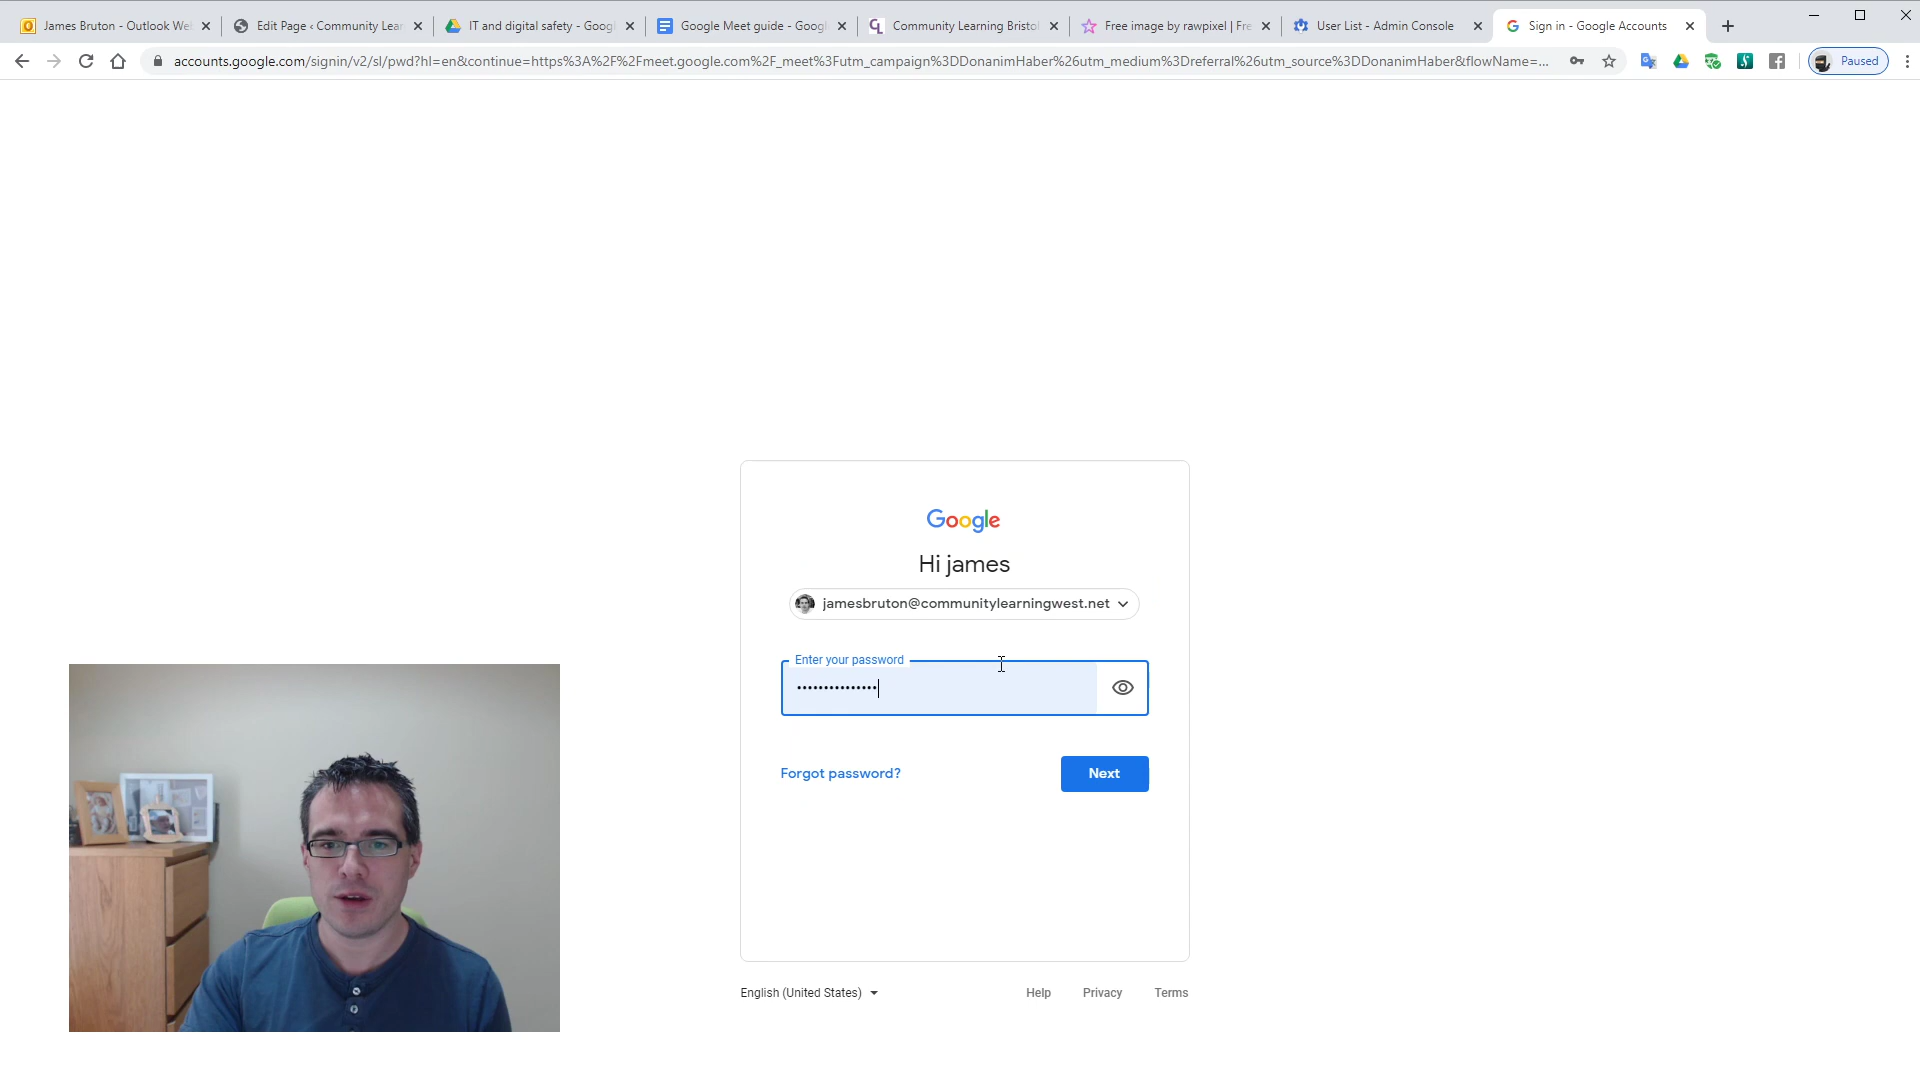 James Bruton - Outlook We
Edit Page ‹ Community Lear
IT and digital safety - Googl
Google Meet guide - Googl
Community Learning Bristol
Free image by rawpixel | Fre
User List - Admin Console
Sign in - Google Accounts
accounts.google.com/signin/v2/sl/pwd?hl=en&continue=https%3A%2F%2Fmeet.google.com%2F_meet%3Futm_campaign%3DDonanimHaber%26utm_medium%3Dreferral%26utm_source%3DDonanimHaber&flowName=...
Paused
Google
Hi james
jamesbruton@communitylearningwest.net
Enter your password
•••••••••••••••
Forgot password?
Next
English (United States)
Help
Privacy
Terms